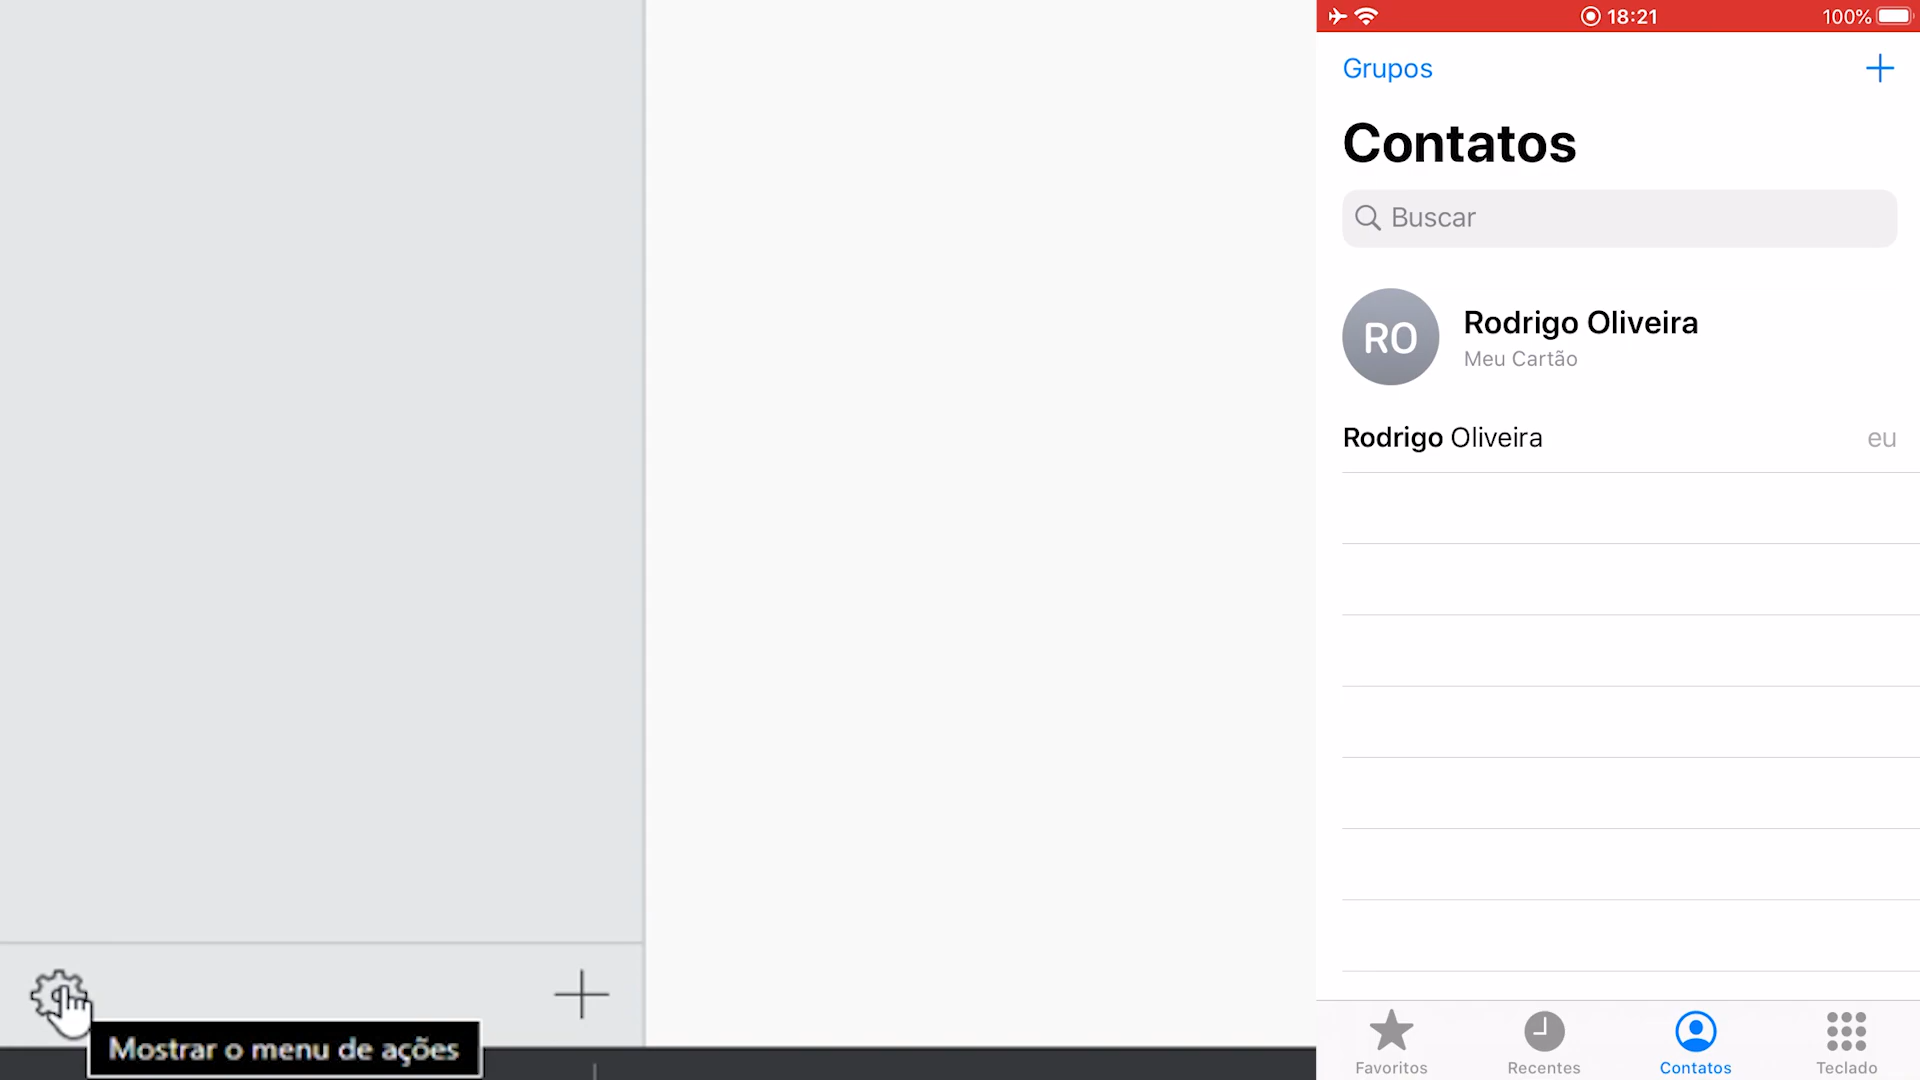 18:21
100%
Grupos
Contatos
Buscar
RO
Rodrigo Oliveira
Meu Cartão
Rodrigo Oliveira
eu
Mostrar o menu de ações
Favoritos
Recentes
Contatos
Teclado